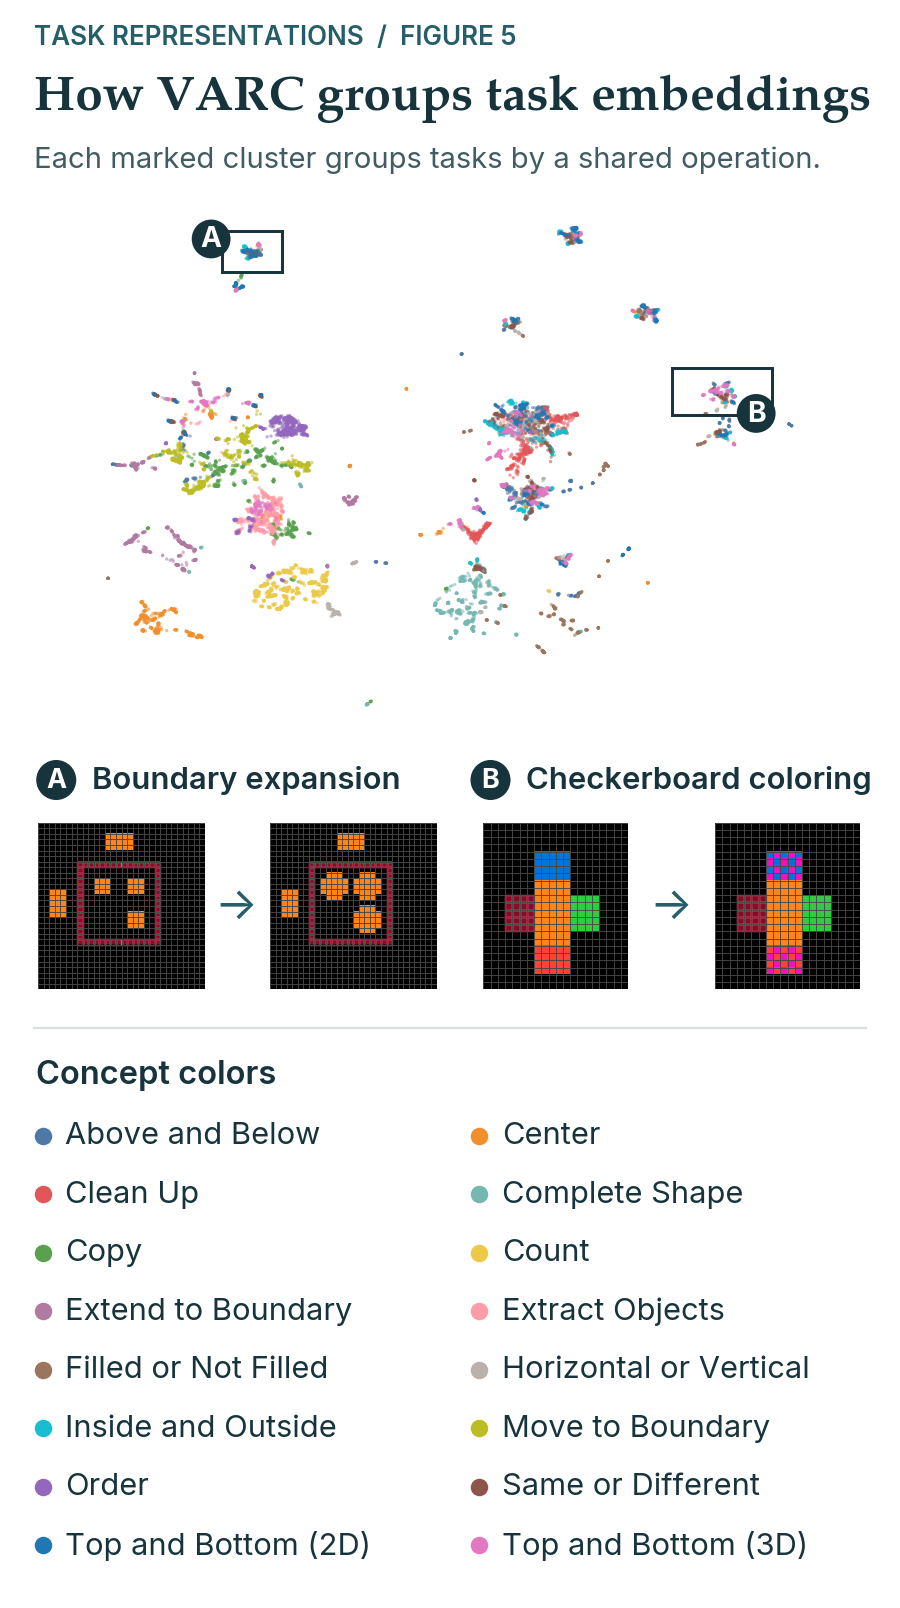 TASK REPRESENTATIONS / FIGURE 5
How VARC groups task embeddings
Each marked cluster groups tasks by a shared operation.
A
B
A Boundary expansion
B Checkerboard coloring
Concept colors
Above and Below
Center
Clean Up
Complete Shape
Copy
Count
Extend to Boundary
Extract Objects
Filled or Not Filled
Horizontal or Vertical
Inside and Outside
Move to Boundary
Order
Same or Different
Top and Bottom (2D)
Top and Bottom (3D)